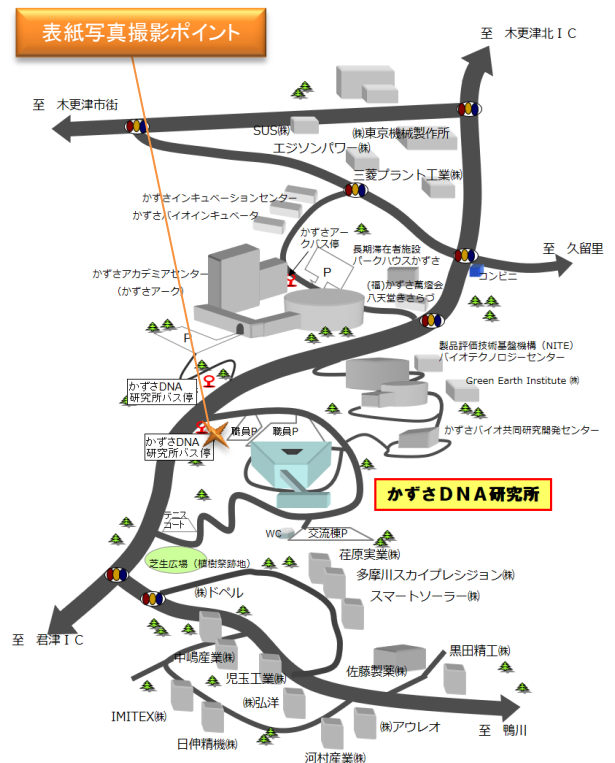 表紙写真撮影ポイント
至 木更津北ＩＣ
至 木更津市街
SUS㈱
㈱東京機械製作所
エジソンパワー㈱
三菱プラント工業㈱
かずさインキュベーションセンター
かずさバイオインキュベータ
かずさアー
クバス停
長期滞在者施設
パークハウスかずさ
至 久留里
P
コンビニ
かずさアカデミアセンター
（かずさアーク）
(福)かずさ萬燈会
八天堂きさらづ
P
製品評価技術基盤機構（NITE）
バイオテクノロジーセンター
Green Earth Institute ㈱
かずさDNA
研究所バス停
かずさバイオ共同研究開発センター
職員P
職員P
かずさDNA
研究所バス停
かずさＤＮＡ研究所
テニス
コート
WC
交流棟P
荏原実業㈱
芝生広場（植樹祭跡地）
多摩川スカイプレシジョン㈱
㈱ドペル
スマートソーラー㈱
至 君津ＩＣ
中嶋産業㈱
黒田精工㈱
佐藤製薬㈱
児玉工業㈱
㈱弘洋
IMITEX㈱
㈱アウレオ
至 鴨川
日伸精機㈱
河村産業㈱